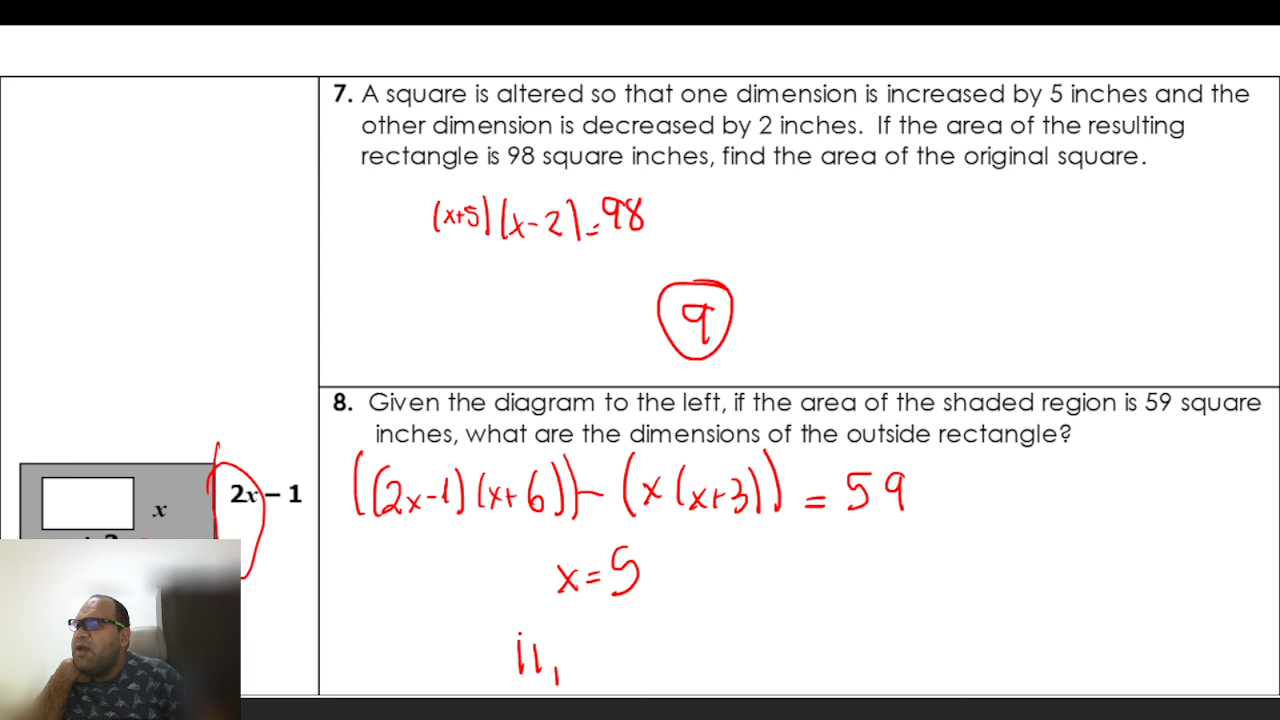 7. A square is altered so that one dimension is increased by 5 inches and the
other dimension is decreased by 2 inches. If the area of the resulting
rectangle is 98 square inches, find the area of the original square.
(x+5)(x-2)=98
9
8. Given the diagram to the left, if the area of the shaded region is 59 square
inches, what are the dimensions of the outside rectangle?
((2x-1)(x+6))-(x(x+3))=59
2x – 1
x
x=5
11,